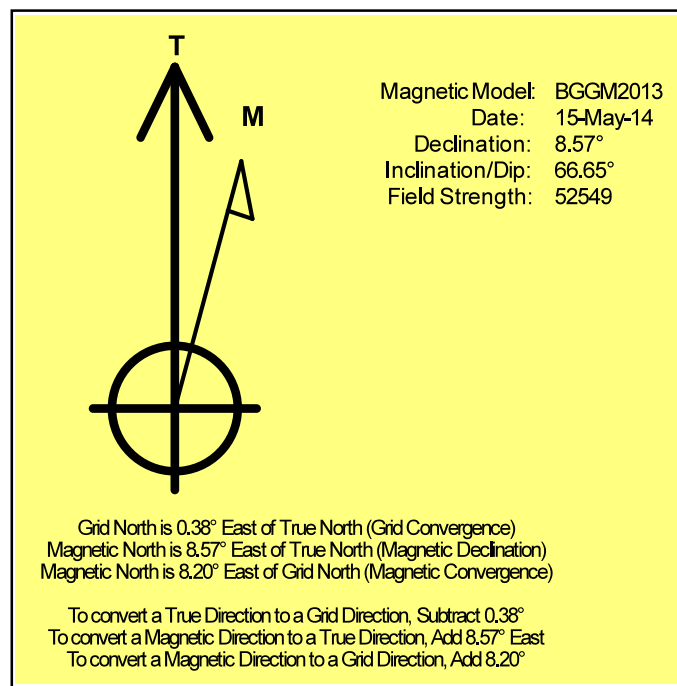 T
M
Magnetic Model: BGGM2013
Date: 15-May-14
Declination: 8.57°
Inclination/Dip: 66.65°
Field Strength: 52549
Grid North is 0.38° East of True North (Grid Convergence)
Magnetic North is 8.57° East of True North (Magnetic Declination)
Magnetic North is 8.20° East of Grid North (Magnetic Convergence)
To convert a True Direction to a Grid Direction, Subtract 0.38°
To convert a Magnetic Direction to a True Direction, Add 8.57° East
To convert a Magnetic Direction to a Grid Direction, Add 8.20°